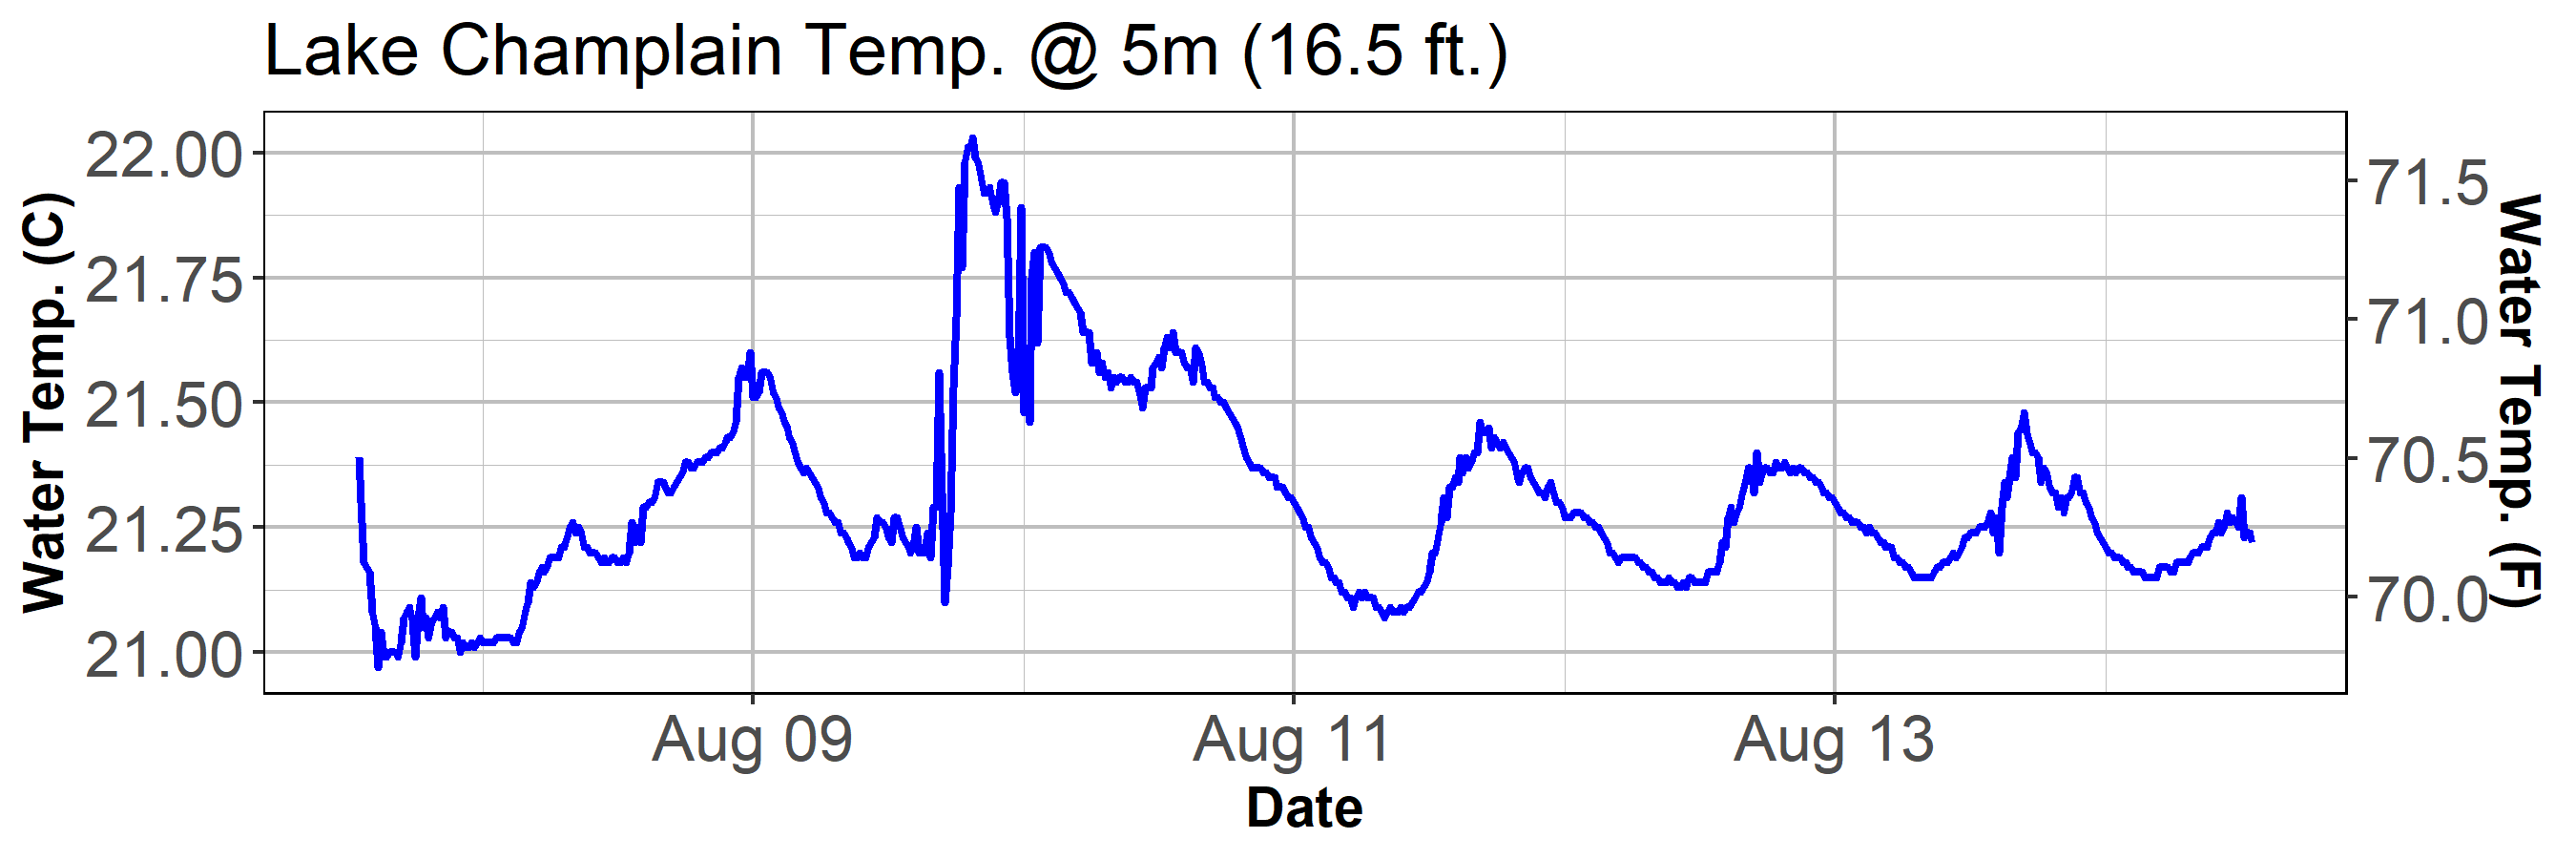 Lake Champlain Temp. @ 5m (16.5 ft.)
Water Temp. (C)
22.00
21.75
21.50
21.25
21.00
71.5
71.0
70.5
70.0
Water Temp. (F)
Aug 09
Aug 11
Aug 13
Date